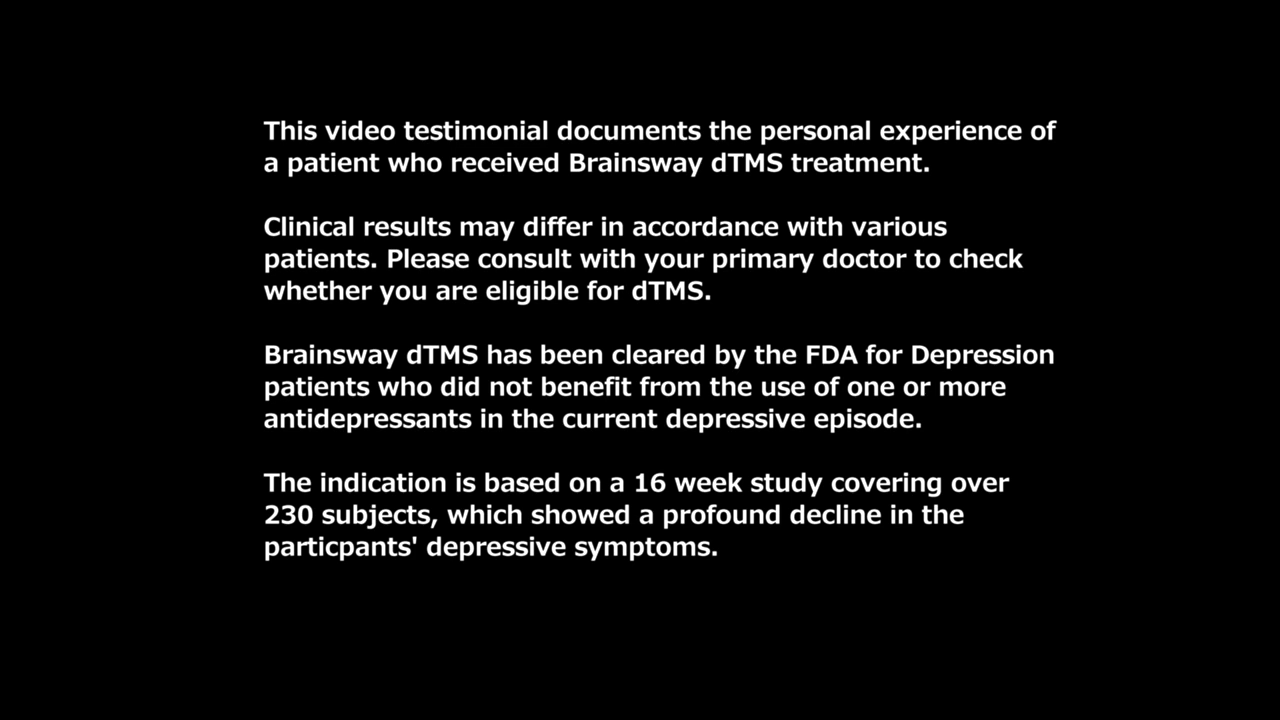 This video testimonial documents the personal experience of
a patient who received Brainsway dTMS treatment.
Clinical results may differ in accordance with various
patients. Please consult with your primary doctor to check
whether you are eligible for dTMS.
Brainsway dTMS has been cleared by the FDA for Depression
patients who did not benefit from the use of one or more
antidepressants in the current depressive episode.
The indication is based on a 16 week study covering over
230 subjects, which showed a profound decline in the
particpants' depressive symptoms.